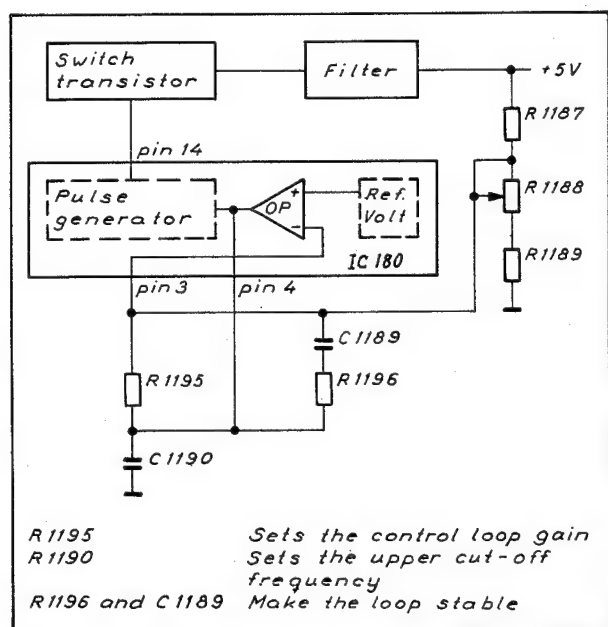 Switch
transistor
Filter
+5V
R1187
pin 14
Pulse
generator
OP
+
−
Ref.
Volt
R1188
IC 180
R1189
pin 3
pin 4
C1189
R1195
R1196
C1190
R1195 Sets the control loop gain
R1190 Sets the upper cut-off
frequency
R1196 and C1189 Make the loop stable